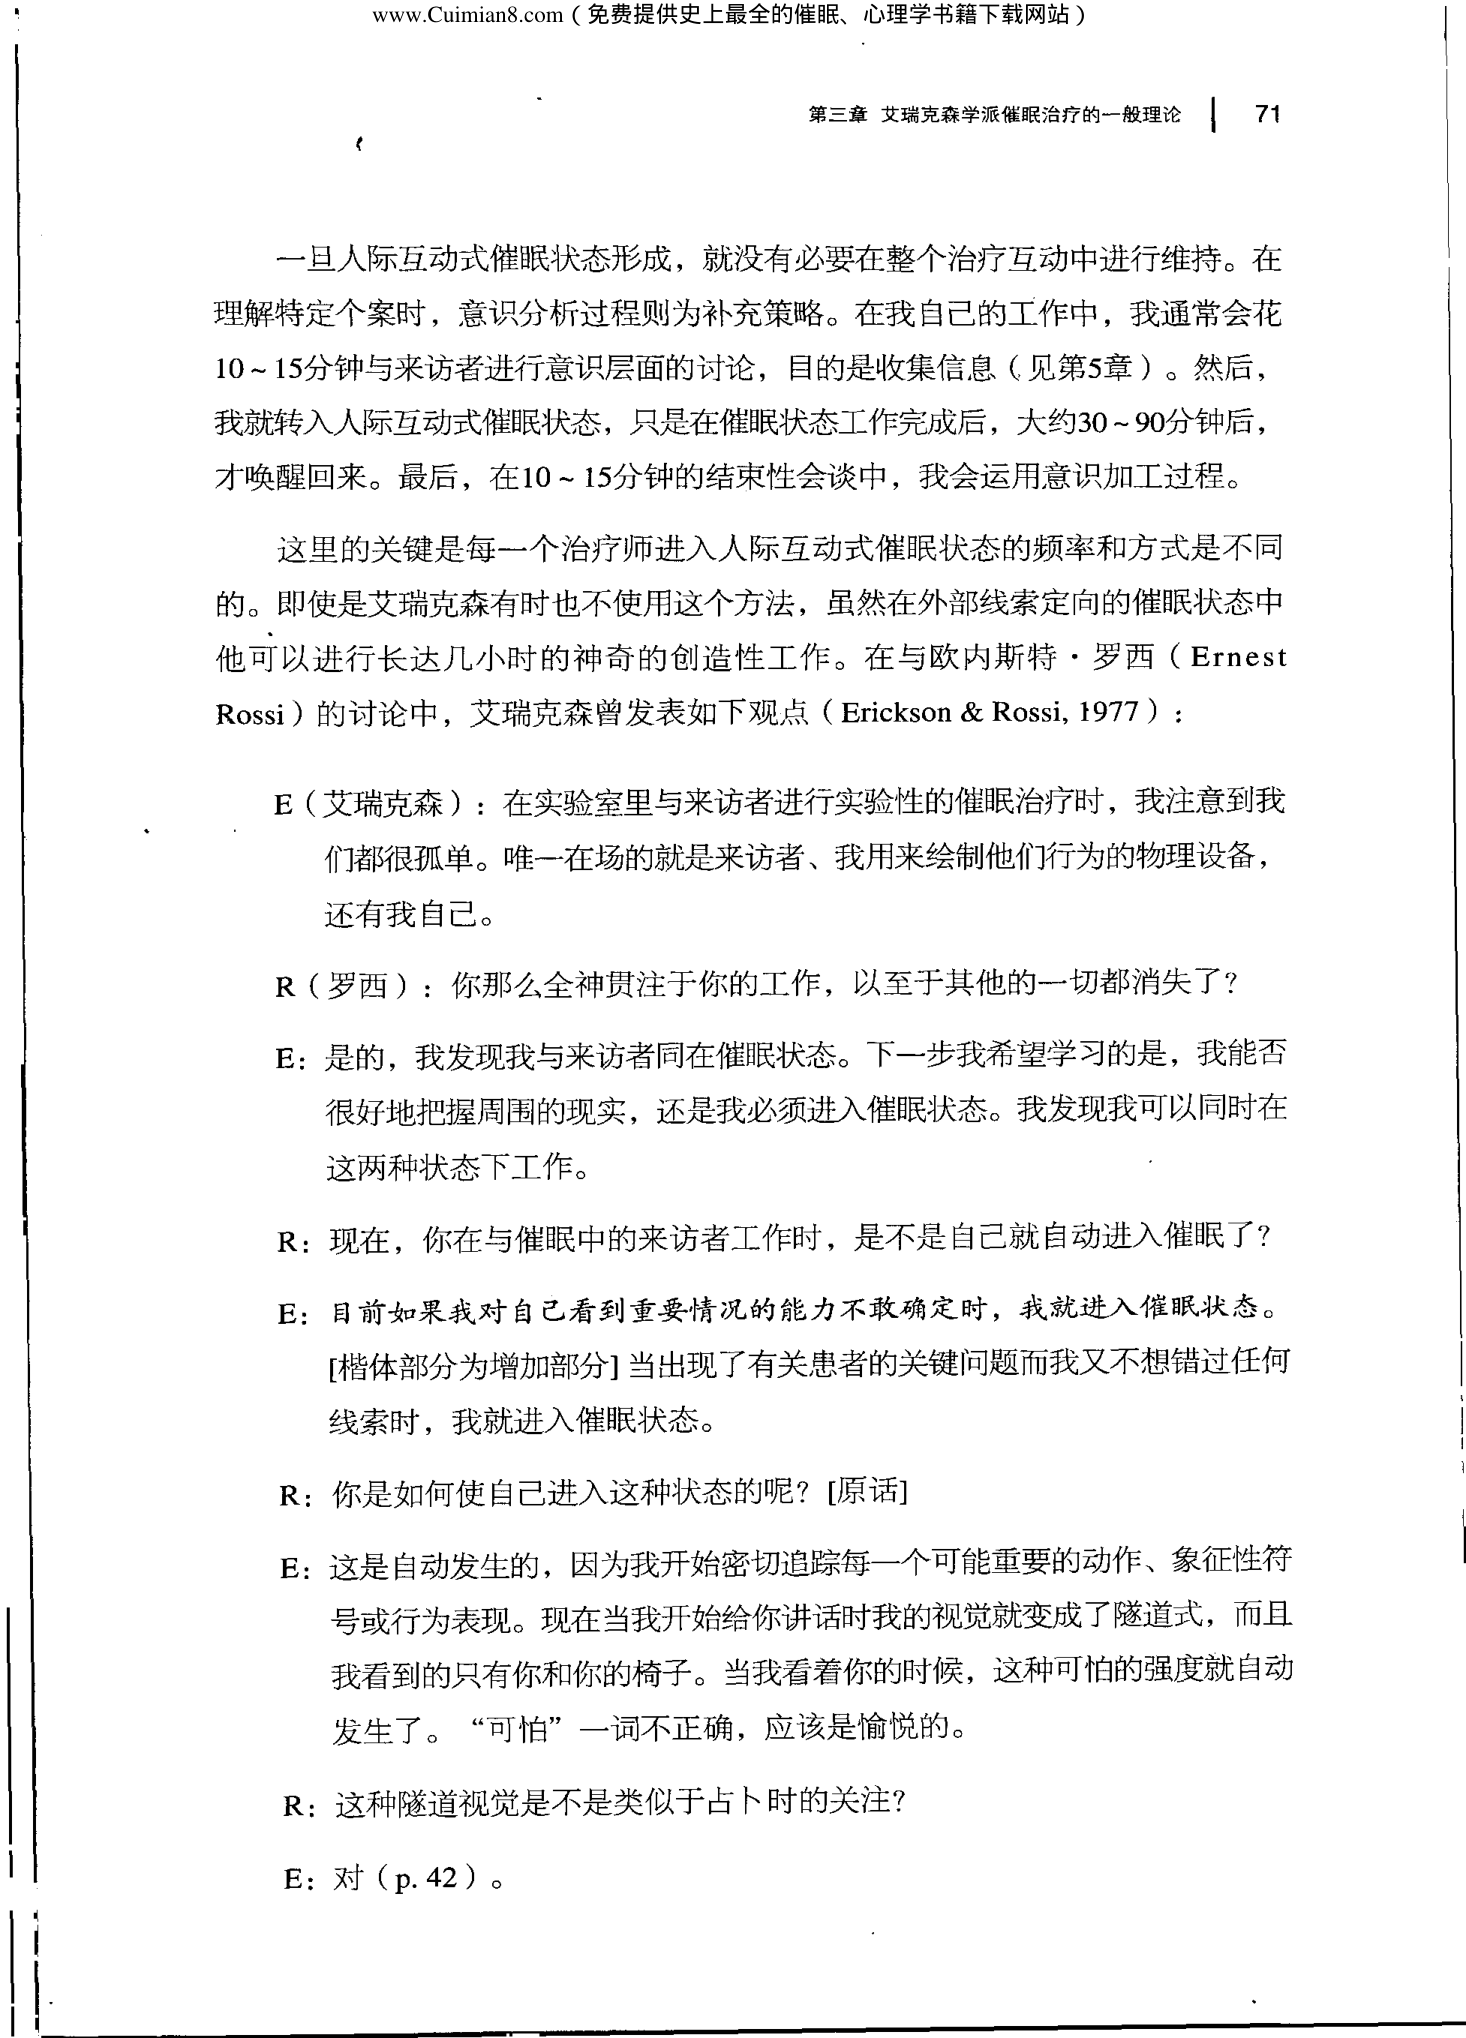 www.Cuimian8.com（免费提供史上最全的催眠、心理学书籍下载网站）
第三章 艾瑞克森学派催眠治疗的一般理论 71
一旦人际互动式催眠状态形成，就没有必要在整个治疗互动中进行维持。在
理解特定个案时，意识分析过程则为补充策略。在我自己的工作中，我通常会花
10～15分钟与来访者进行意识层面的讨论，目的是收集信息（见第5章）。然后，
我就转入人际互动式催眠状态，只是在催眠状态工作完成后，大约30～90分钟后，
才唤醒回来。最后，在10～15分钟的结束性会谈中，我会运用意识加工过程。
这里的关键是每一个治疗师进入人际互动式催眠状态的频率和方式是不同
的。即使是艾瑞克森有时也不使用这个方法，虽然在外部线索定向的催眠状态中
他可以进行长达几小时的神奇的创造性工作。在与欧内斯特·罗西（Ernest
Rossi）的讨论中，艾瑞克森曾发表如下观点（Erickson & Rossi, 1977）：
E（艾瑞克森）：在实验室里与来访者进行实验性的催眠治疗时，我注意到我
们都很孤单。唯一在场的就是来访者、我用来绘制他们行为的物理设备，
还有我自己。
R（罗西）：你那么全神贯注于你的工作，以至于其他的一切都消失了？
E：是的，我发现我与来访者同在催眠状态。下一步我希望学习的是，我能否
很好地把握周围的现实，还是我必须进入催眠状态。我发现我可以同时在
这两种状态下工作。
R：现在，你在与催眠中的来访者工作时，是不是自己就自动进入催眠了？
E：目前如果我对自己看到重要情况的能力不敢确定时，我就进入催眠状态。
[楷体部分为增加部分] 当出现了有关患者的关键问题而我又不想错过任何
线索时，我就进入催眠状态。
R：你是如何使自己进入这种状态的呢？[原话]
E：这是自动发生的，因为我开始密切追踪每一个可能重要的动作、象征性符
号或行为表现。现在当我开始给你讲话时我的视觉就变成了隧道式，而且
我看到的只有你和你的椅子。当我看着你的时候，这种可怕的强度就自动
发生了。“可怕”一词不正确，应该是愉悦的。
R：这种隧道视觉是不是类似于占卜时的关注？
E：对（p. 42）。